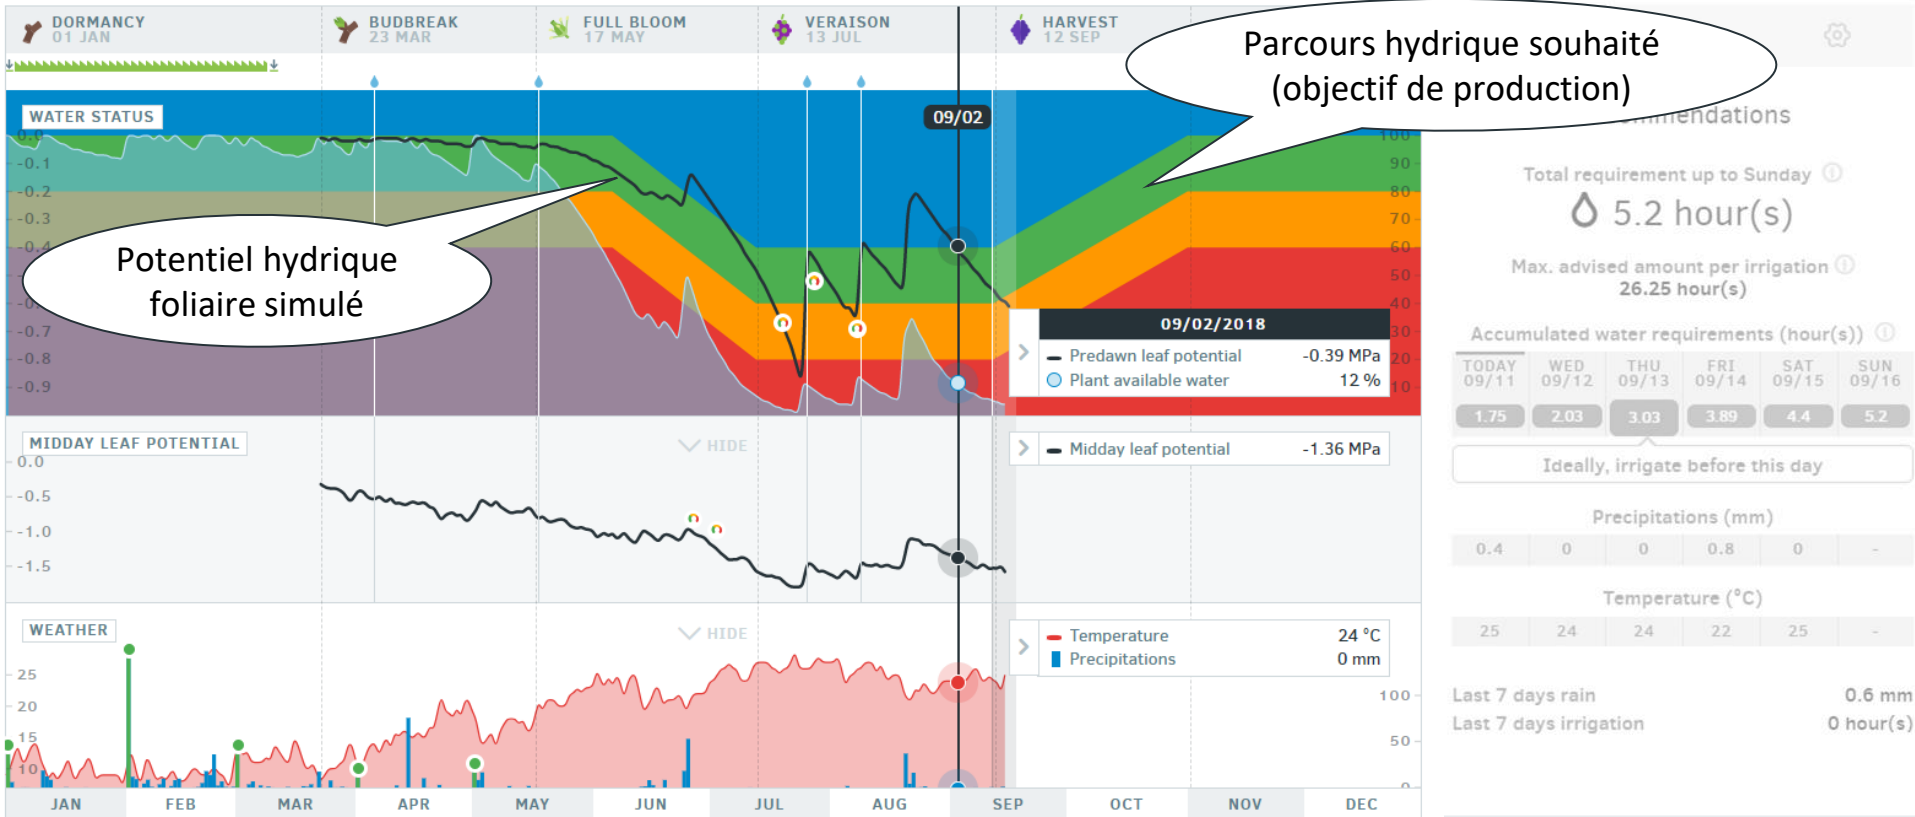 DORMANCY
01 JAN
BUDBREAK
23 MAR
FULL BLOOM
17 MAY
VERAISON
13 JUL
HARVEST
12 SEP
Parcours hydrique souhaité
(objectif de production)
WATER STATUS
09/02
0.0
-0.1
-0.2
-0.3
-0.4
-0.7
-0.8
-0.9
100
90
80
70
60
50
40
30
20
10
Potentiel hydrique
foliaire simulé
09/02/2018
Predawn leaf potential -0.39 MPa
Plant available water 12 %
MIDDAY LEAF POTENTIAL
HIDE
0.0
-0.5
-1.0
-1.5
Midday leaf potential -1.36 MPa
WEATHER
HIDE
25
20
15
10
Temperature 24 °C
Precipitations 0 mm
100
50
0
JAN FEB MAR APR MAY JUN JUL AUG SEP OCT NOV DEC
mmendations
Total requirement up to Sunday
5.2 hour(s)
Max. advised amount per irrigation
26.25 hour(s)
Accumulated water requirements (hour(s))
TODAY WED THU FRI SAT SUN
09/11 09/12 09/13 09/14 09/15 09/16
1.75 2.03 3.03 3.89 4.4 5.2
Ideally, irrigate before this day
Precipitations (mm)
0.4 0 0 0.8 0 -
Temperature (°C)
25 24 24 22 25 -
Last 7 days rain 0.6 mm
Last 7 days irrigation 0 hour(s)